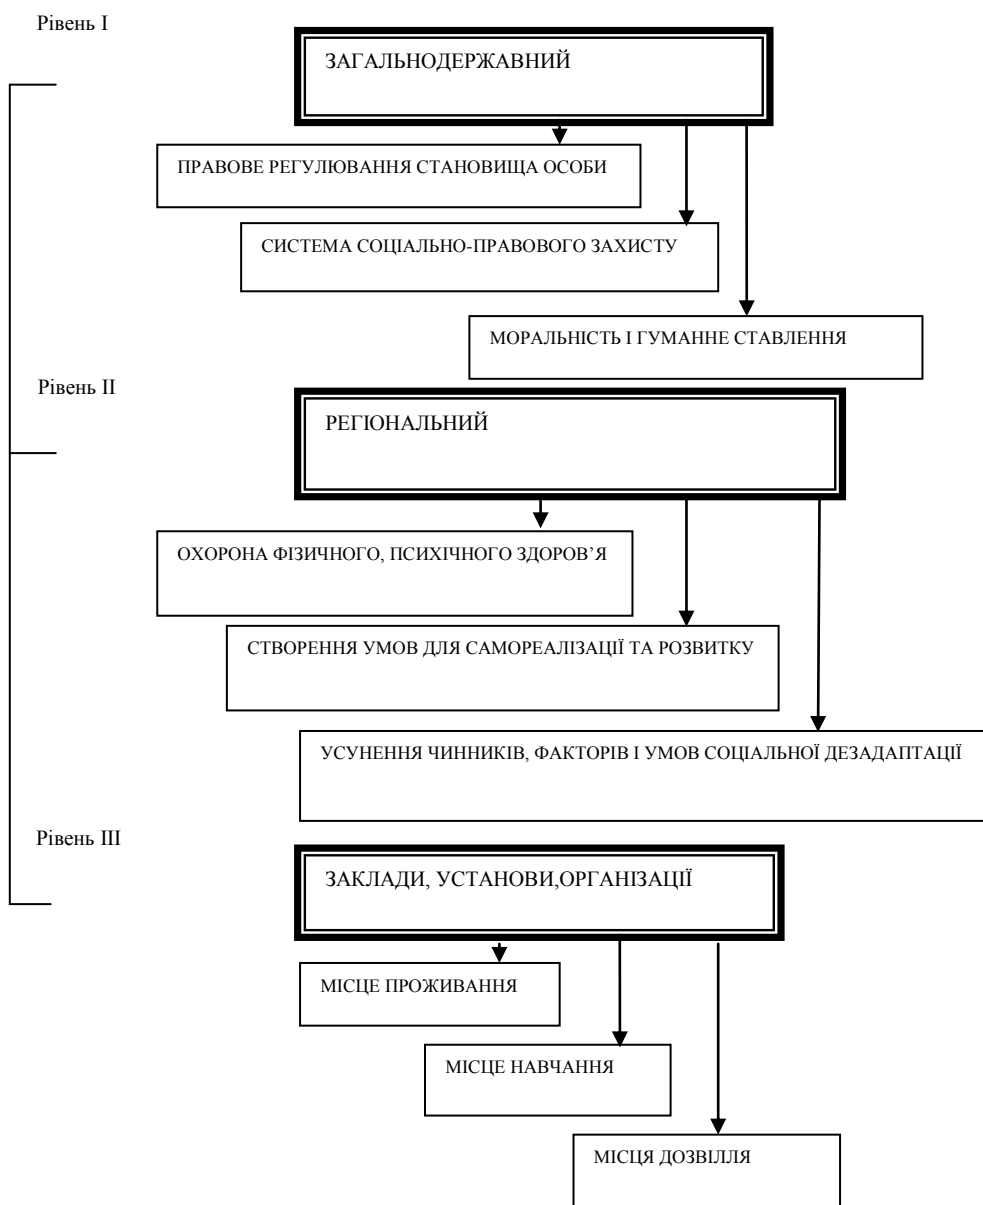 Рівень І
ЗАГАЛЬНОДЕРЖАВНИЙ
ПРАВОВЕ РЕГУЛЮВАННЯ СТАНОВИЩА ОСОБИ
СИСТЕМА СОЦІАЛЬНО-ПРАВОВОГО ЗАХИСТУ
МОРАЛЬНІСТЬ І ГУМАННЕ СТАВЛЕННЯ
Рівень ІІ
РЕГІОНАЛЬНИЙ
ОХОРОНА ФІЗИЧНОГО, ПСИХІЧНОГО ЗДОРОВ’Я
СТВОРЕННЯ УМОВ ДЛЯ САМОРЕАЛІЗАЦІЇ ТА РОЗВИТКУ
УСУНЕННЯ ЧИННИКІВ, ФАКТОРІВ І УМОВ СОЦІАЛЬНОЇ ДЕЗАДАПТАЦІЇ
Рівень ІІІ
ЗАКЛАДИ, УСТАНОВИ,ОРГАНІЗАЦІЇ
МІСЦЕ ПРОЖИВАННЯ
МІСЦЕ НАВЧАННЯ
МІСЦЯ ДОЗВІЛЛЯ